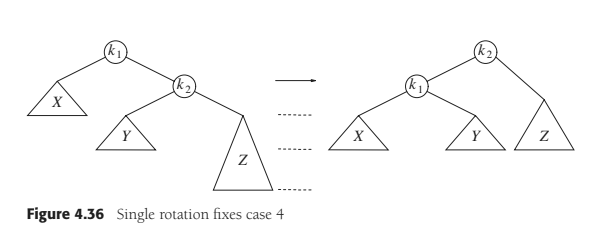 k₁ k₂
X k₂ k₁
Y X Y Z
Z
Figure 4.36 Single rotation fixes case 4